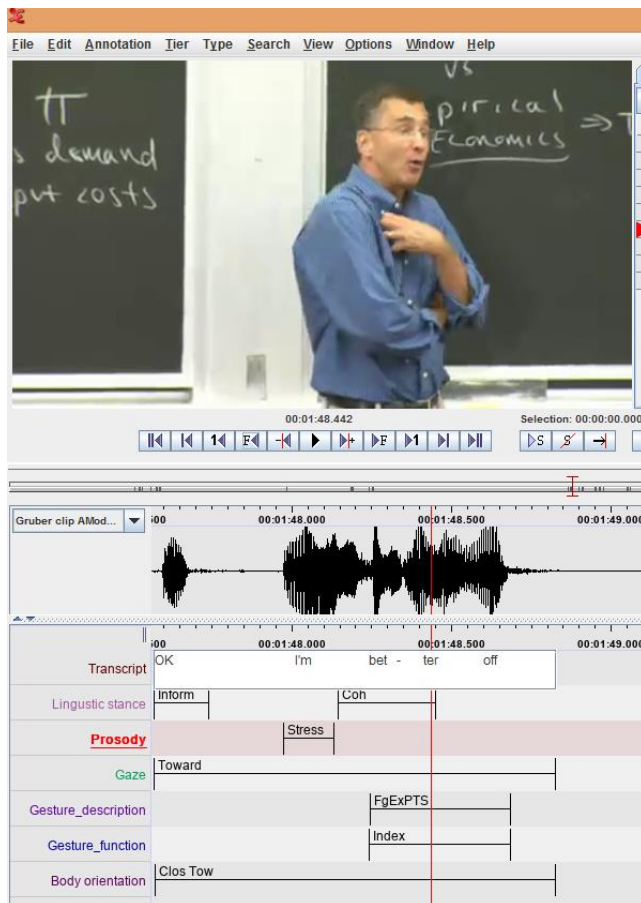 File Edit Annotation Tier Type Search View Options Window Help
π
vs
pirical
s demand
Economics ⇒ T
put costs
00:01:48.442
Selection: 00:00:00.000
1
F
F
1
S
S
Gruber clip AMod...
00:01:48.000 00:01:48.500 00:01:49.000
00:01:48.000 00:01:48.500 00:01:49.000
Transcript OK I'm bet - ter off
Lingustic stance Inform Coh
Prosody Stress
Gaze Toward
Gesture_description FgExPTS
Gesture_function Index
Body orientation Clos Tow